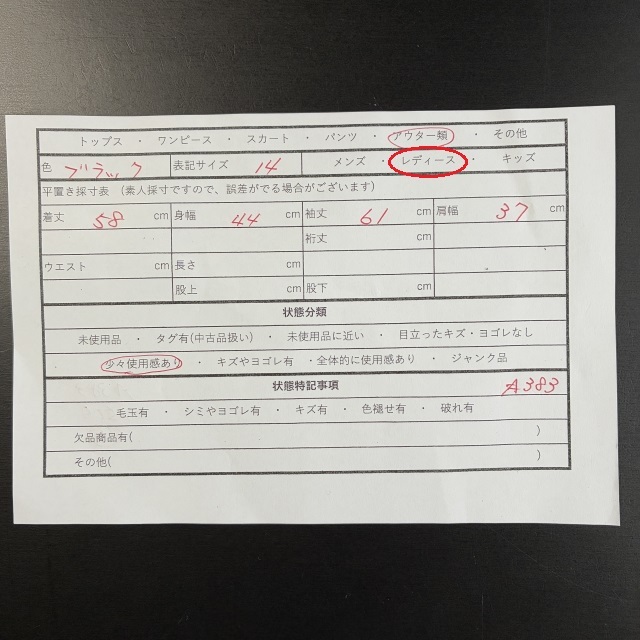 トップス ・ ワンピース ・ スカート ・ パンツ ・ アウター類 ・ その他
色 ブラック 表記サイズ 14 メンズ ・ レディース ・ キッズ
平置き採寸表 (素人採寸ですので、誤差がでる場合がございます)
着丈 58 cm 身幅 44 cm 袖丈 61 cm 肩幅 37 cm
裄丈 cm
ウエスト cm 長さ cm
股上 cm 股下 cm
状態分類
未使用品 ・ タグ有(中古品扱い) ・ 未使用品に近い ・ 目立ったキズ・ヨゴレなし
・ 少々使用感あり ・ キズやヨゴレ有 ・全体的に使用感あり ・ ジャンク品
状態特記事項 A383
毛玉有 ・ シミやヨゴレ有 ・ キズ有 ・ 色褪せ有 ・ 破れ有
欠品商品有( )
その他( )